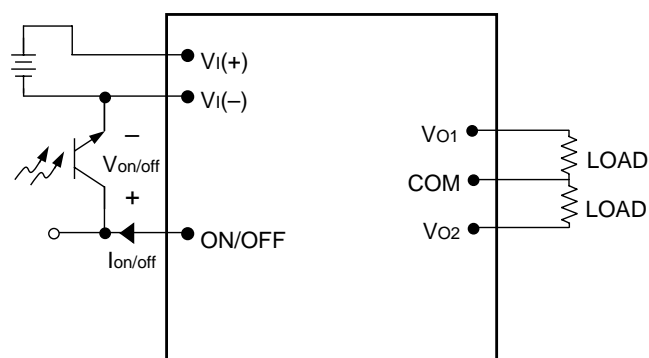 VI(+)
VI(–)
–
Von/off
+
ON/OFF
Ion/off
VO1
LOAD
COM
LOAD
VO2